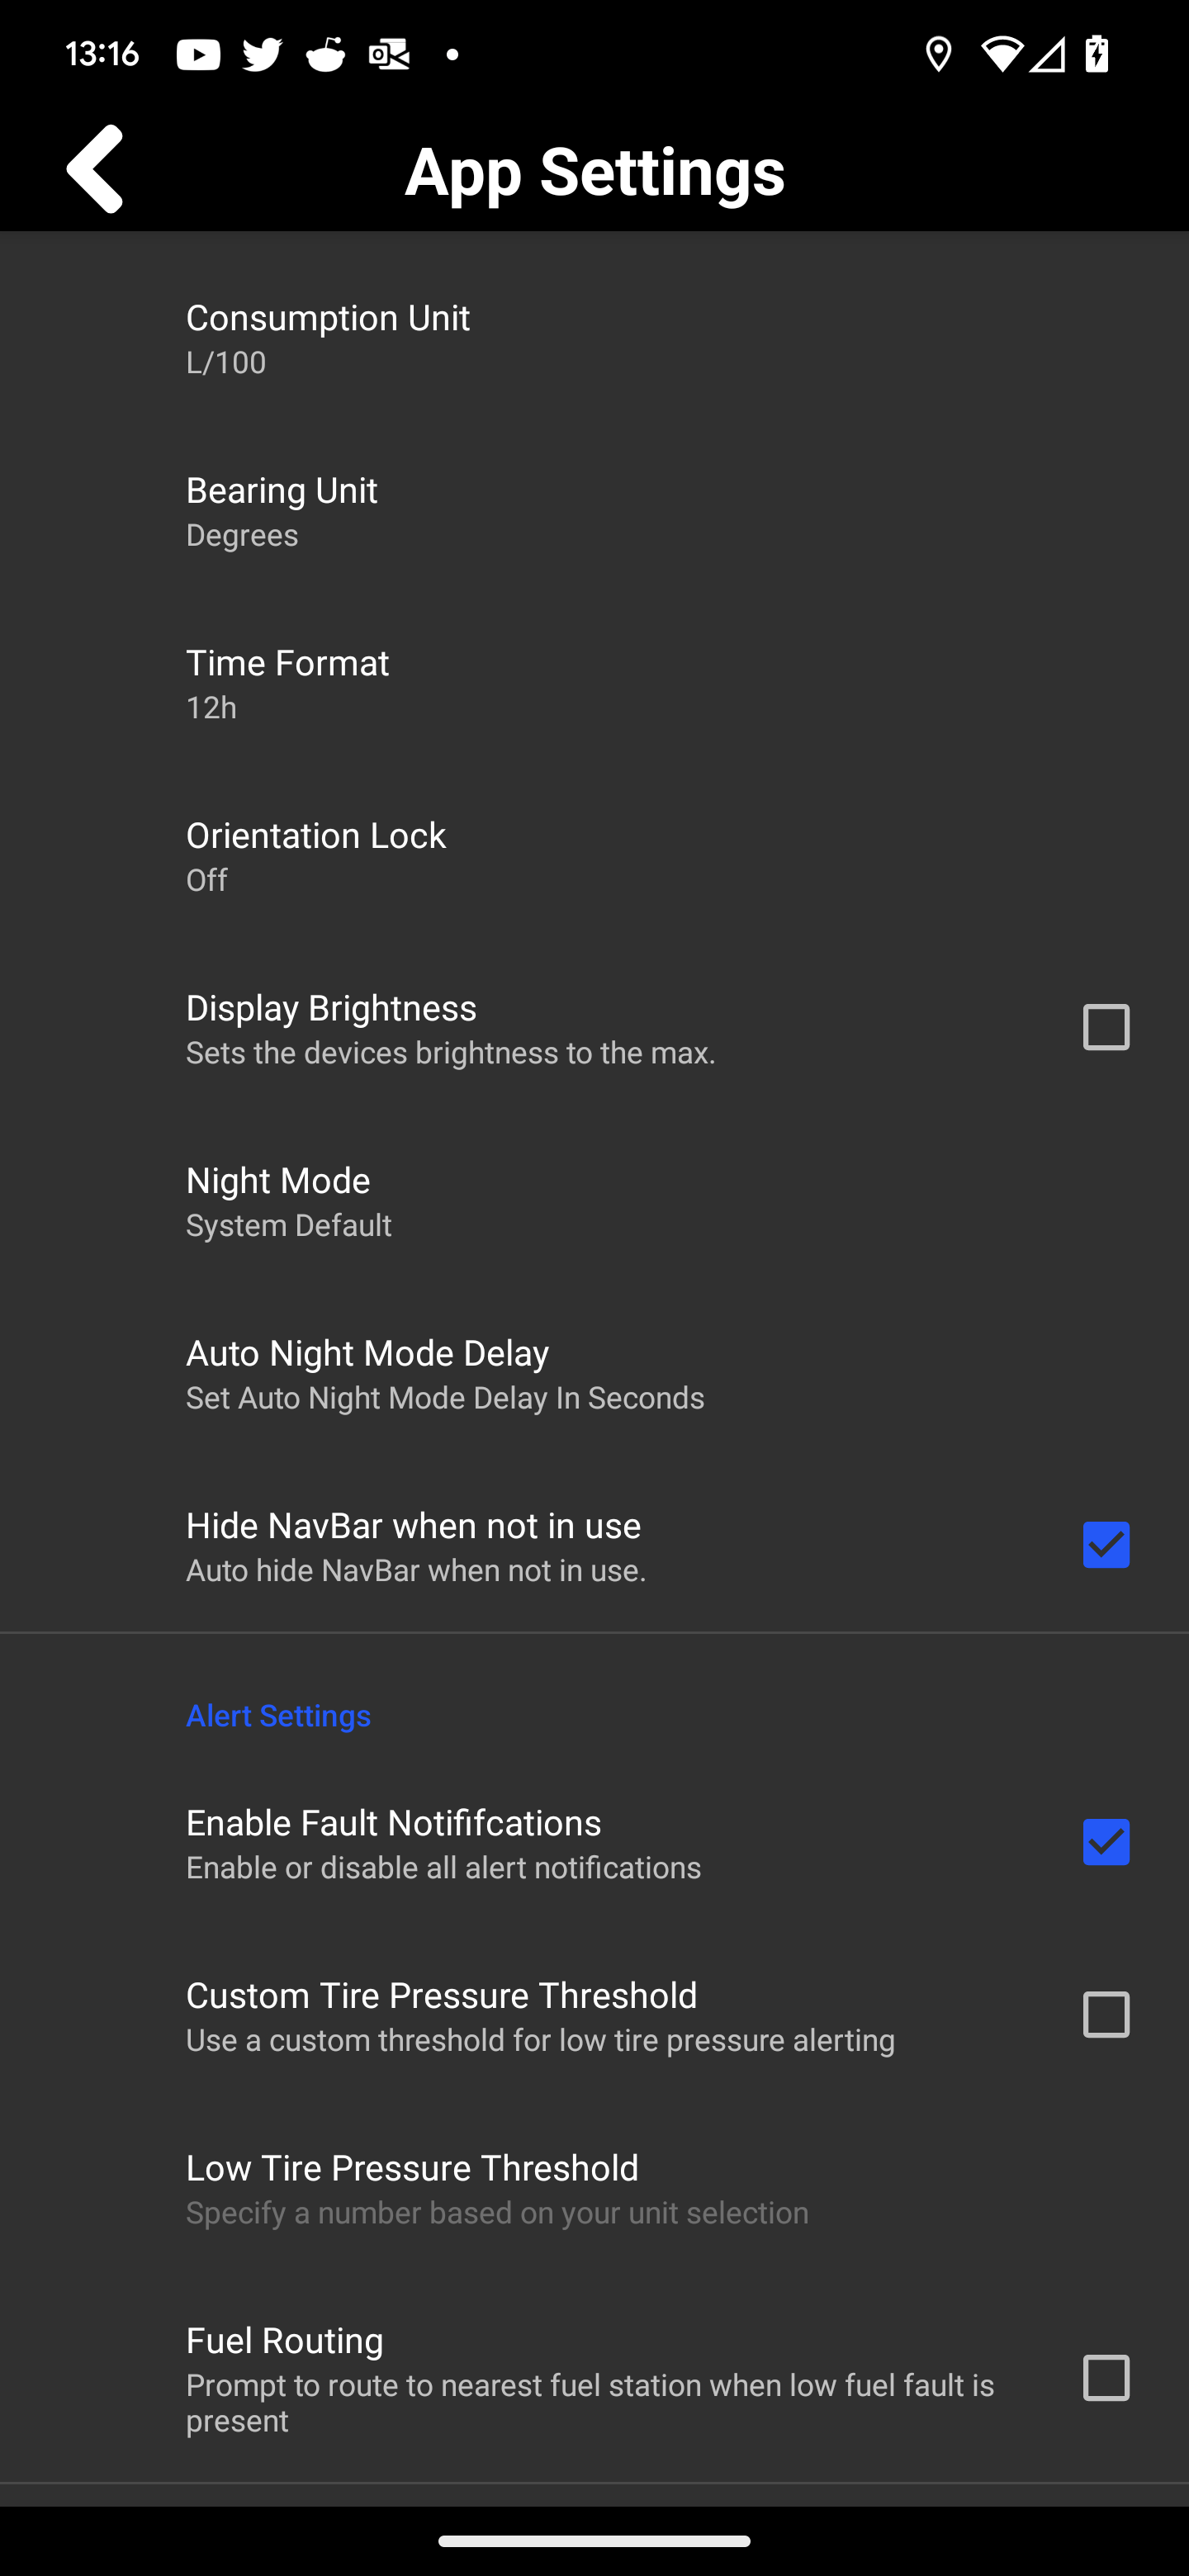 13:16
App Settings
Consumption Unit
L/100
Bearing Unit
Degrees
Time Format
12h
Orientation Lock
Off
Display Brightness
Sets the devices brightness to the max.
Night Mode
System Default
Auto Night Mode Delay
Set Auto Night Mode Delay In Seconds
Hide NavBar when not in use
Auto hide NavBar when not in use.
Alert Settings
Enable Fault Notififcations
Enable or disable all alert notifications
Custom Tire Pressure Threshold
Use a custom threshold for low tire pressure alerting
Low Tire Pressure Threshold
Specify a number based on your unit selection
Fuel Routing
Prompt to route to nearest fuel station when low fuel fault is
present